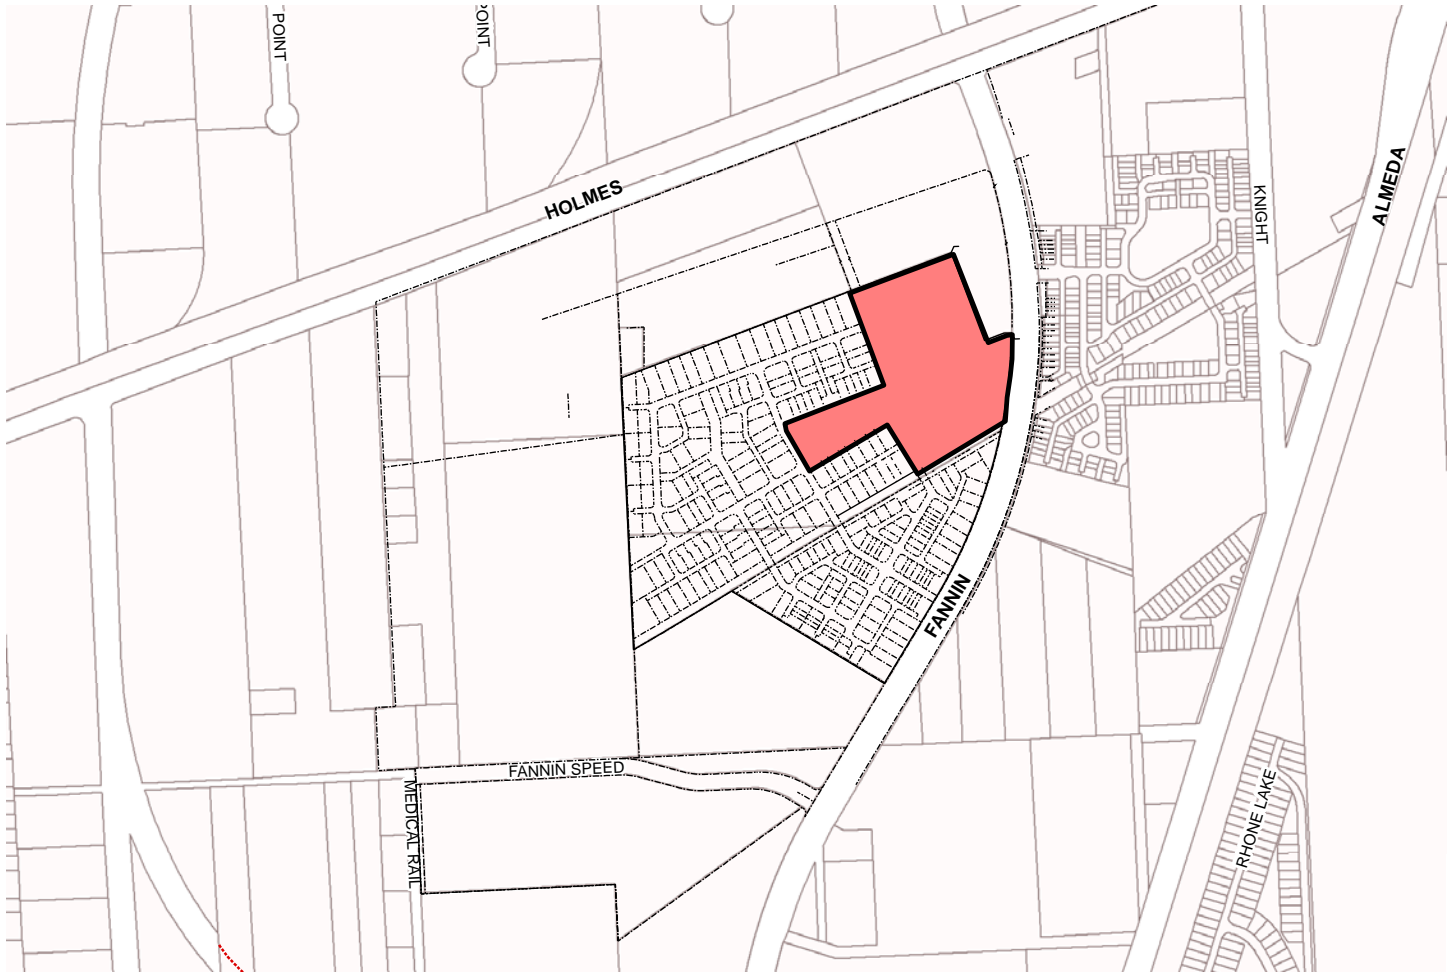 POINT
POINT
HOLMES
KNIGHT
ALMEDA
FANNIN
FANNIN SPEED
MEDICAL RAIL
RHONE LAKE